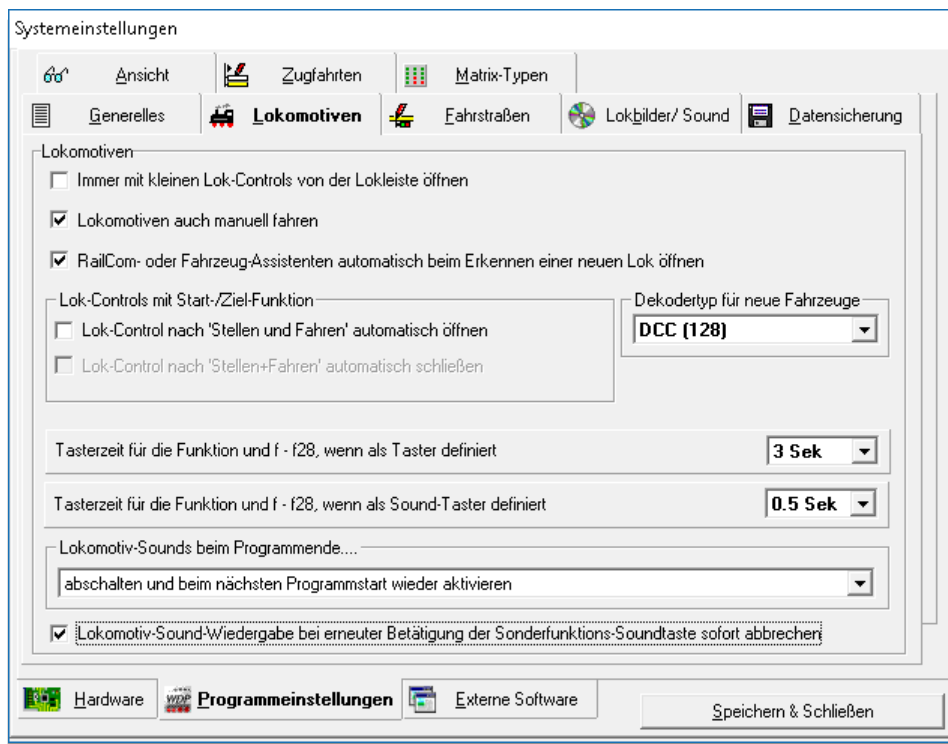 Systemeinstellungen
Ansicht Zugfahrten Matrix-Typen
Generelles Lokomotiven Fahrstraßen Lokbilder/ Sound Datensicherung
Lokomotiven
Immer mit kleinen Lok-Controls von der Lokleiste öffnen
Lokomotiven auch manuell fahren
RailCom- oder Fahrzeug-Assistenten automatisch beim Erkennen einer neuen Lok öffnen
Lok-Controls mit Start-/Ziel-Funktion Dekodertyp für neue Fahrzeuge
Lok-Control nach 'Stellen und Fahren' automatisch öffnen DCC (128)
Lok-Control nach 'Stellen+Fahren' automatisch schließen
Tasterzeit für die Funktion und f - f28, wenn als Taster definiert 3 Sek
Tasterzeit für die Funktion und f - f28, wenn als Sound-Taster definiert 0.5 Sek
Lokomotiv-Sounds beim Programmende....
abschalten und beim nächsten Programmstart wieder aktivieren
Lokomotiv-Sound-Wiedergabe bei erneuter Betätigung der Sonderfunktions-Soundtaste sofort abbrechen
Hardware WDP Programmeinstellungen Externe Software Speichern & Schließen